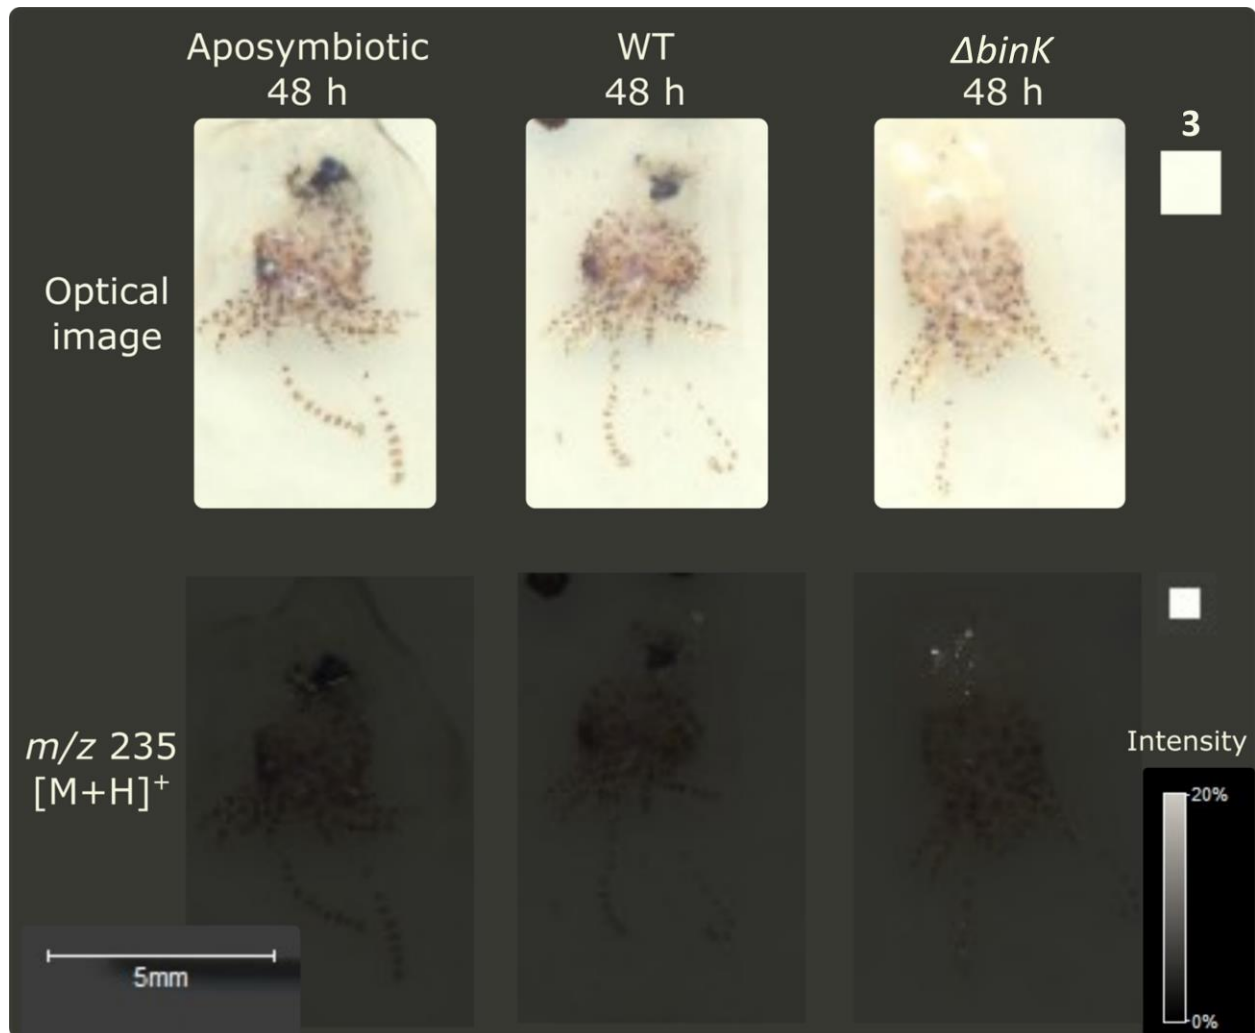 Aposymbiotic
48 h
WT
48 h
ΔbinK
48 h
3
Optical
image
m/z 235
[M+H]⁺
Intensity
20%
0%
5mm